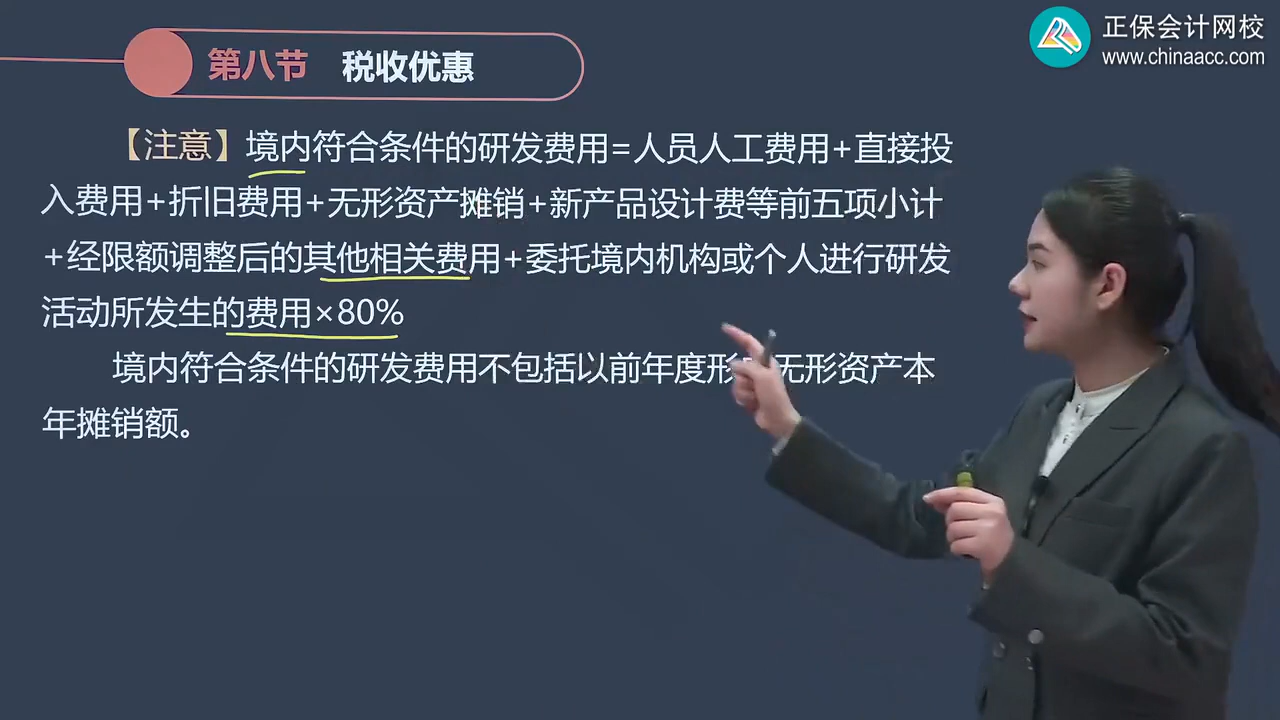 正保会计网校
www.chinaacc.com
第八节 税收优惠
【注意】境内符合条件的研发费用=人员人工费用+直接投
入费用+折旧费用+无形资产摊销+新产品设计费等前五项小计
+经限额调整后的其他相关费用+委托境内机构或个人进行研发
活动所发生的费用×80%
境内符合条件的研发费用不包括以前年度形 无形资产本
年摊销额。